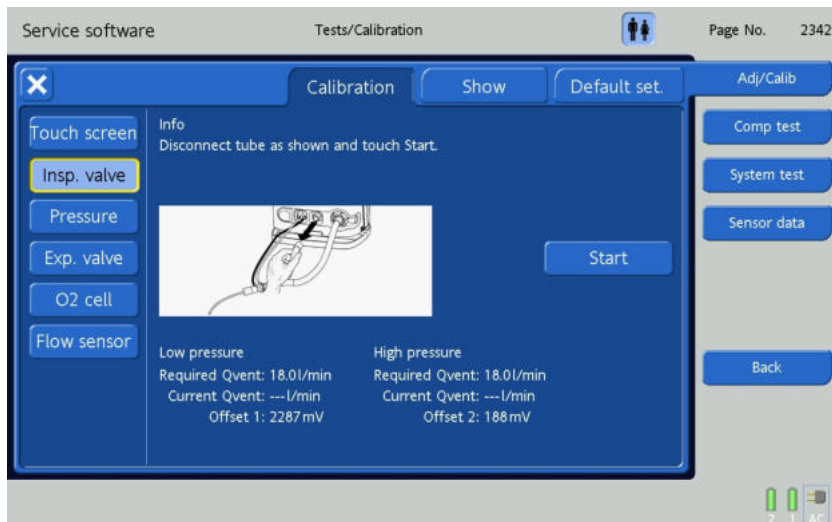 Service software
Tests/Calibration
Page No. 2342
Calibration
Show
Default set.
Adj/Calib
Touch screen
Insp. valve
Pressure
Exp. valve
O2 cell
Flow sensor
Info
Disconnect tube as shown and touch Start.
Start
Low pressure
Required Qvent: 18.0 l/min
Current Qvent: --- l/min
Offset 1: 2287 mV
High pressure
Required Qvent: 18.0 l/min
Current Qvent: --- l/min
Offset 2: 188 mV
Comp test
System test
Sensor data
Back
2 1 AC